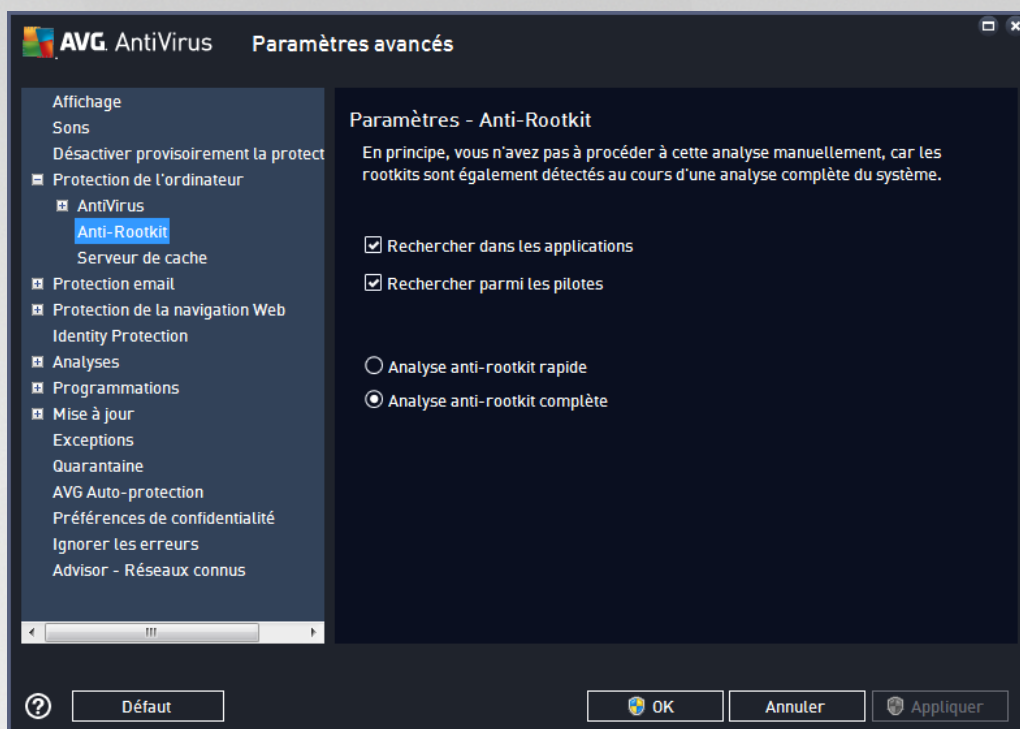 AVG. AntiVirus
Paramètres avancés
Affichage
Sons
Désactiver provisoirement la protect
Protection de l'ordinateur
AntiVirus
Anti-Rootkit
Serveur de cache
Protection email
Protection de la navigation Web
Identity Protection
Analyses
Programmations
Mise à jour
Exceptions
Quarantaine
AVG Auto-protection
Préférences de confidentialité
Ignorer les erreurs
Advisor - Réseaux connus
Paramètres - Anti-Rootkit
En principe, vous n'avez pas à procéder à cette analyse manuellement, car les
rootkits sont également détectés au cours d'une analyse complète du système.
Rechercher dans les applications
Rechercher parmi les pilotes
Analyse anti-rootkit rapide
Analyse anti-rootkit complète
Défaut
OK
Annuler
Appliquer